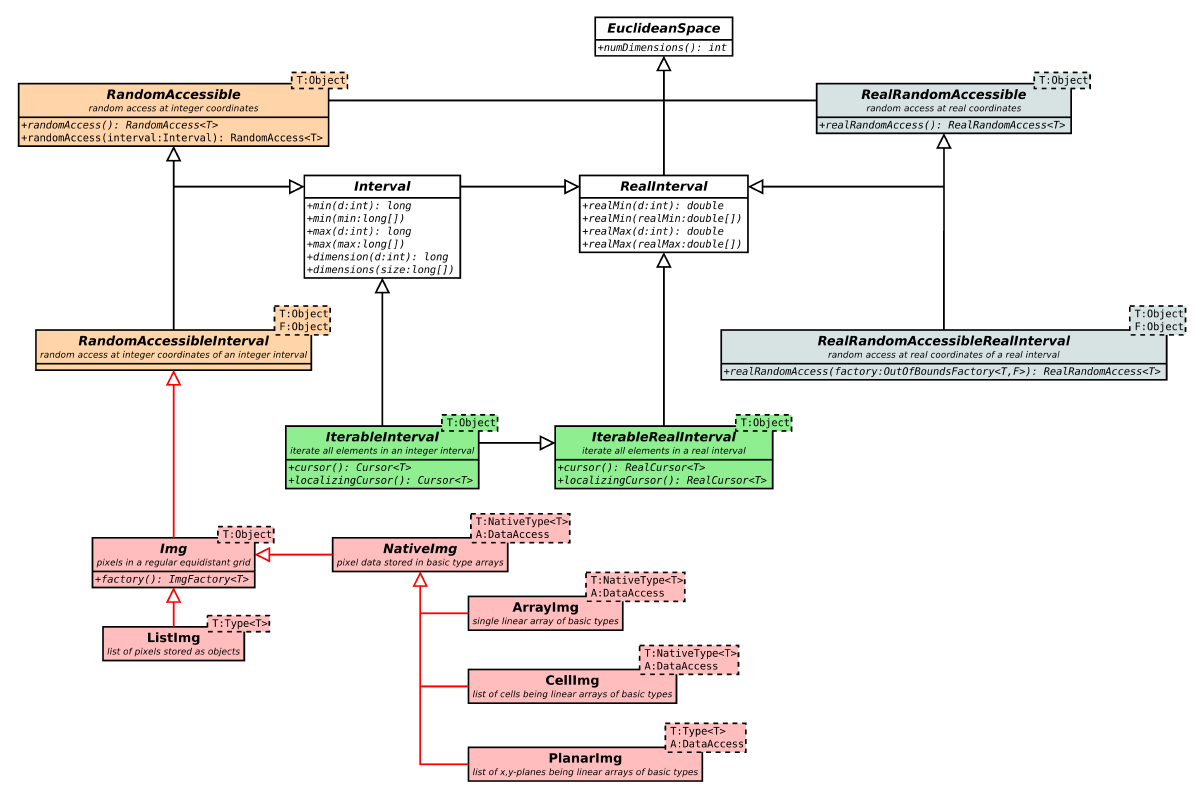 EuclideanSpace
+numDimensions(): int
T:Object
RandomAccessible
random access at integer coordinates
+randomAccess(): RandomAccess<T>
+randomAccess(interval:Interval): RandomAccess<T>
T:Object
RealRandomAccessible
random access at real coordinates
+realRandomAccess(): RealRandomAccess<T>
Interval
+min(d:int): long
+min(min:long[])
+max(d:int): long
+max(max:long[])
+dimension(d:int): long
+dimensions(size:long[])
RealInterval
+realMin(d:int): double
+realMin(realMin:double[])
+realMax(d:int): double
+realMax(realMax:double[])
T:Object
F:Object
RandomAccessibleInterval
random access at integer coordinates of an integer interval
T:Object
F:Object
RealRandomAccessibleRealInterval
random access at real coordinates of a real interval
+realRandomAccess(factory:OutOfBoundsFactory<T,F>): RealRandomAccess<T>
T:Object
IterableInterval
iterate all elements in an integer interval
+cursor(): Cursor<T>
+localizingCursor(): Cursor<T>
T:Object
IterableRealInterval
iterate all elements in a real interval
+cursor(): RealCursor<T>
+localizingCursor(): RealCursor<T>
T:Object
Img
pixels in a regular equidistant grid
+factory(): ImgFactory<T>
T:NativeType<T>
A:DataAccess
NativeImg
pixel data stored in basic type arrays
T:NativeType<T>
A:DataAccess
ArrayImg
single linear array of basic types
T:Type<T>
ListImg
list of pixels stored as objects
T:NativeType<T>
A:DataAccess
CellImg
list of cells being linear arrays of basic types
T:Type<T>
A:DataAccess
PlanarImg
list of x,y-planes being linear arrays of basic types